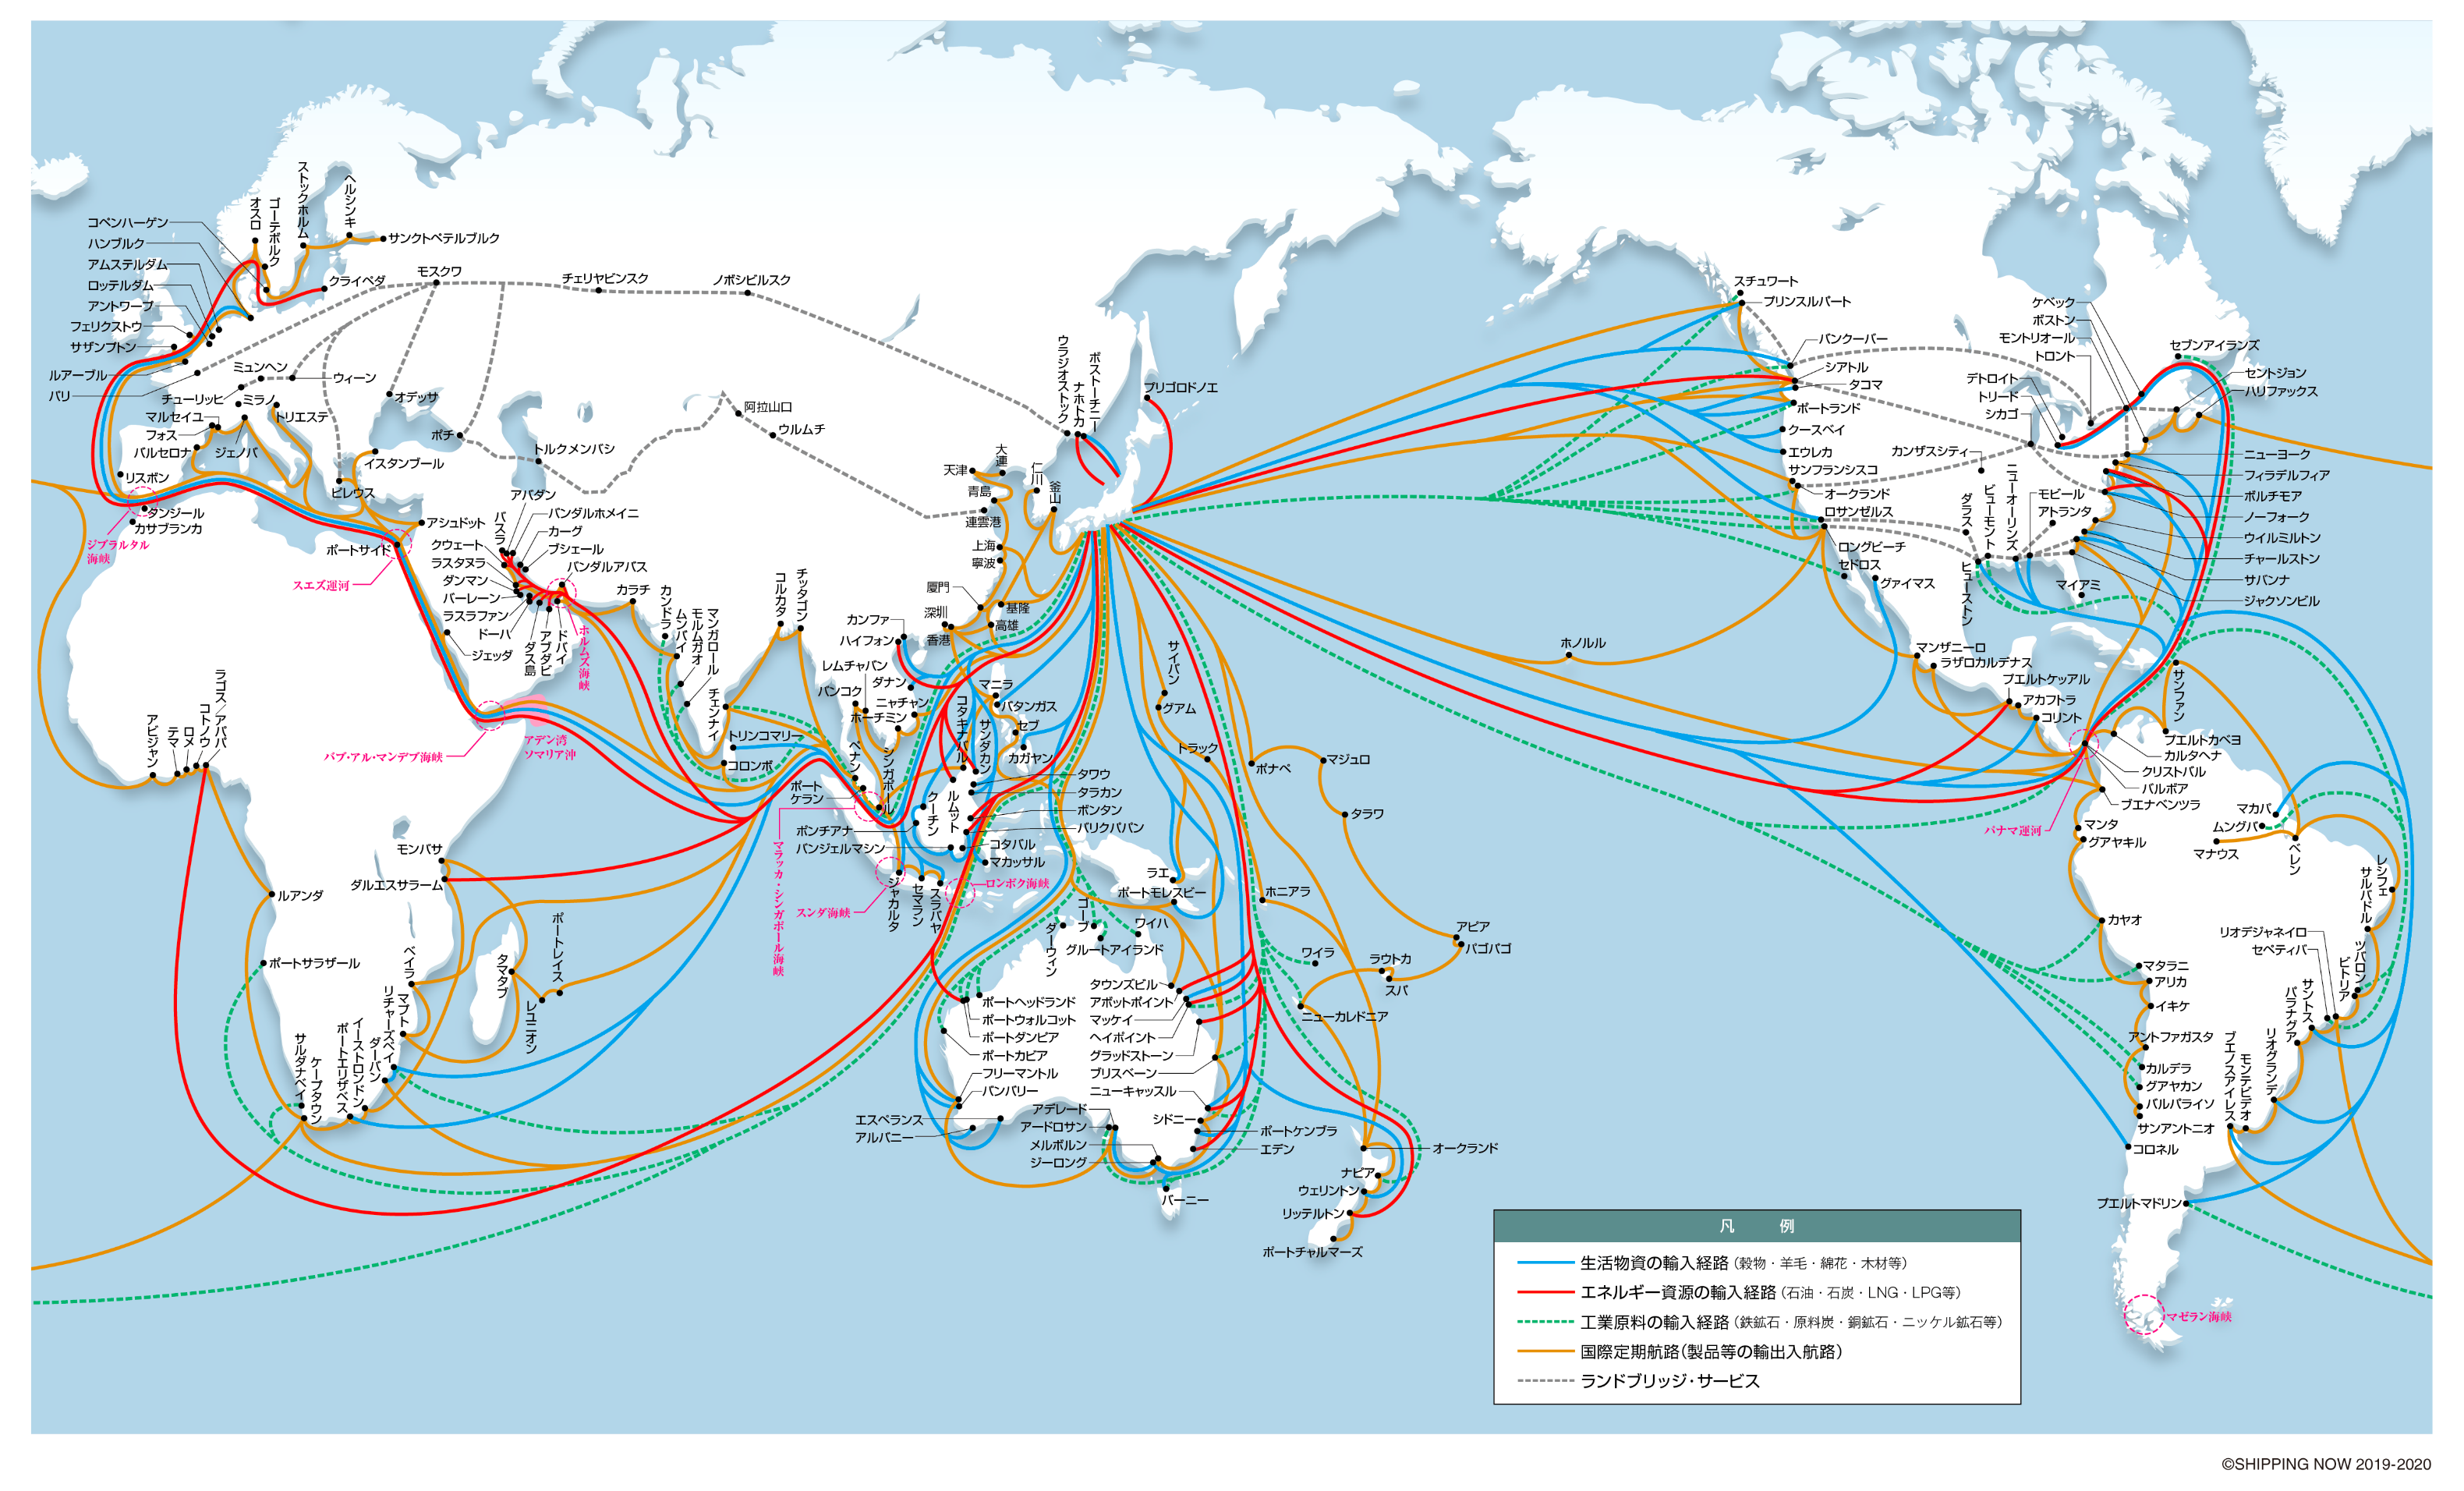 コペンハーゲン
ハンブルク
アムステルダム
ロッテルダム
アントワープ
フェリクストウ
サザンプトン
ルアーブル
パリ
オスロ
ゴーテボルク
ストックホルム
ヘルシンキ
サンクトペテルブルク
クライペダ
モスクワ
チェリヤビンスク
ノボシビルスク
ミュンヘン
ウィーン
チューリッヒ
ミラノ
マルセイユ
トリエステ
フォス
バルセロナ
ジェノバ
リスボン
オデッサ
ポチ
イスタンブール
ピレウス
トルクメンバシ
阿拉山口
ウルムチ
タンジール
カサブランカ
ジブラルタル
海峡
ポートサイド
アシュドット
スエズ運河
アバダン
バスラ
バンダルホメイニ
カーグ
クウェート
ブシェール
ラスタヌラ
バンダルアバス
ダンマン
バーレーン
ラスラファン
ドーハ
ダス島
アブダビ
ドバイ
ホルムズ海峡
ジェッダ
カラチ
カンドラ
ムンバイ
モルムガオ
マンガロール
チェンナイ
コルカタ
チッタゴン
トリンコマリー
コロンボ
バブ・アル・マンデブ海峡
アデン湾
ソマリア沖
アビジャン
テマ
ロメ
コトノウ
ラゴス/アパパ
モンバサ
ダルエスサラーム
ルアンダ
ポートサラザール
ベイラ
マプト
リチャーズベイ
ダーバン
イーストロンドン
ポートエリザベス
ケープタウン
サルダナベイ
タマタブ
レユニオン
ポートレイス
ウラジオストック
ナホトカ
ボストーチニー
プリゴロドノエ
大連
天津
青島
連雲港
仁川
釜山
上海
寧波
厦門
深圳
香港
基隆
高雄
カンファ
ハイフォン
レムチャバン
バンコク
ダナン
ニャチャン
ホーチミン
ペナン
ポート
ケラン
シンガポール
マラッカ・シンガポール海峡
コタキナバル
サンダカン
マニラ
バタンガス
セブ
カガヤン
タワウ
タラカン
ボンタン
バリクパパン
クーチン
ルムット
ポンチアナ
バンジェルマシン
コタバル
マカッサル
ロンボク海峡
スンダ海峡
ジャカルタ
セマラン
スラバヤ
サイパン
グアム
トラック
ポナペ
マジュロ
タラワ
ラエ
ポートモレスビー
ホニアラ
アピア
パゴパゴ
ラウトカ
スバ
ワイラ
ニューカレドニア
ダーウィン
ゴーブ
ワイハ
グルートアイランド
タウンズビル
アボットポイント
マッケイ
ヘイポイント
グラッドストーン
ブリスベーン
ニューキャッスル
シドニー
ポートケンブラ
エデン
ポートヘッドランド
ポートウォルコット
ポートダンピア
ポートカビア
フリーマントル
バンバリー
エスペランス
アルバニー
アデレード
アードロサン
メルボルン
ジーロング
バーニー
オークランド
ナピア
ウェリントン
リッテルトン
ポートチャルマーズ
スチュワート
プリンスルパート
バンクーバー
シアトル
タコマ
ポートランド
クースベイ
エウレカ
サンフランシスコ
オークランド
ロサンゼルス
ロングビーチ
セドロス
グァイマス
ホノルル
ケベック
ボストン
モントリオール
トロント
デトロイト
トリード
シカゴ
カンザスシティ
ダラス
ビューモント
ニューオーリンズ
モビール
アトランタ
ヒューストン
マイアミ
セブンアイランズ
セントジョン
ハリファックス
ニューヨーク
フィラデルフィア
ボルチモア
ノーフォーク
ウイルミルトン
チャールストン
サバンナ
ジャクソンビル
マンザニーロ
ラザロカルデナス
プエルトケッアル
アカフトラ
コリント
サンファン
プエルトカベヨ
カルタヘナ
クリストバル
バルボア
ブエナベンツラ
パナマ運河
マンタ
グアヤキル
マカパ
ムングバ
マナウス
ベレン
レシフェ
サルバドル
カヤオ
リオデジャネイロ
セペティバ
ツバロン
ビトリア
マタラニ
アリカ
イキケ
アントファガスタ
カルデラ
グアヤカン
バルパライソ
サンアントニオ
コロネル
サントス
パラナグア
リオグランデ
モンテビデオ
ブエノスアイレス
プエルトマドリン
マゼラン海峡
凡 例
生活物資の輸入経路(穀物・羊毛・綿花・木材等)
エネルギー資源の輸入経路(石油・石炭・LNG・LPG等)
工業原料の輸入経路(鉄鉱石・原料炭・銅鉱石・ニッケル鉱石等)
国際定期航路(製品等の輸出入航路)
ランドブリッジ・サービス
©SHIPPING NOW 2019-2020